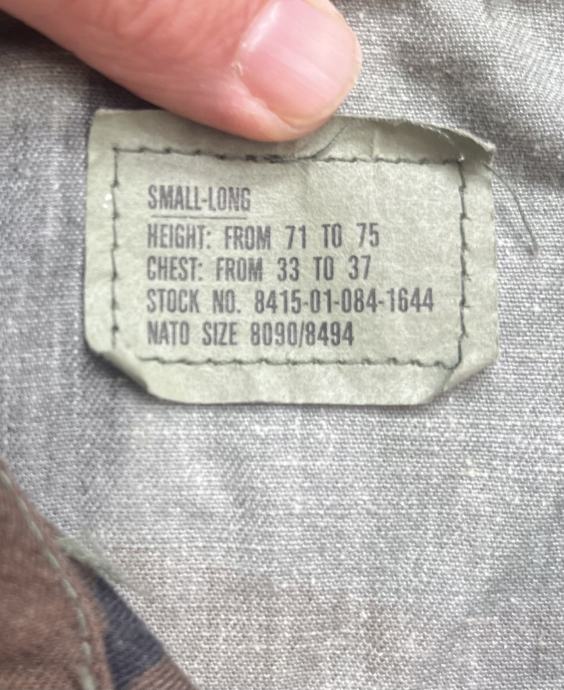 SMALL-LONG
HEIGHT: FROM 71 TO 75
CHEST: FROM 33 TO 37
STOCK NO. 8415-01-084-1644
NATO SIZE 8090/8494